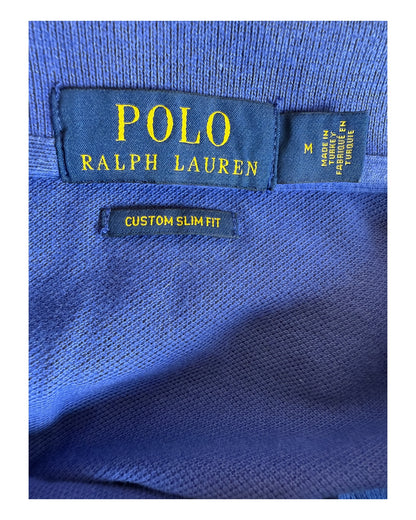 POLO
RALPH LAUREN
M
MADE IN
TURKEY
FABRIQUÉ EN
TURQUIE
CUSTOM SLIM FIT